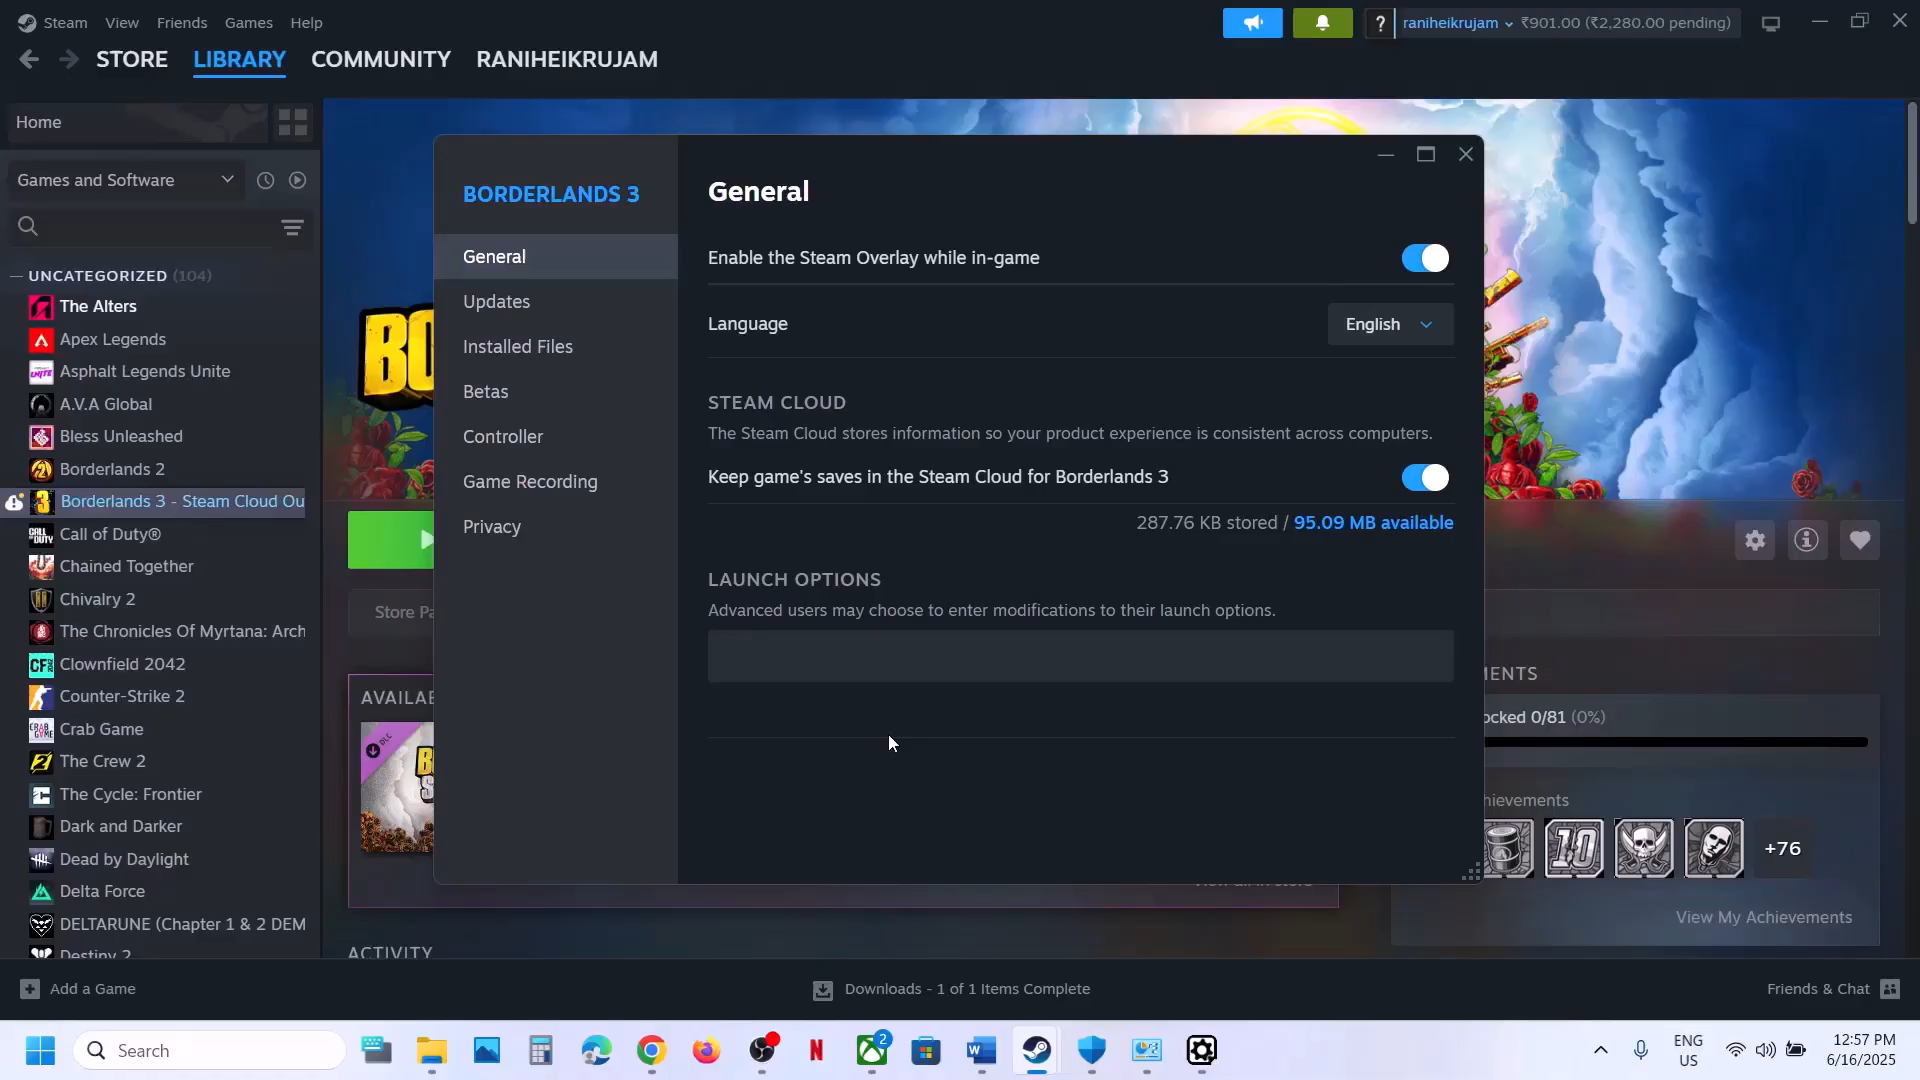 Steam View Friends Games Help
? raniheikrujam ₹901.00 (₹2,280.00 pending)
STORE LIBRARY COMMUNITY RANIHEIKRUJAM
Home
Games and Software
UNCATEGORIZED (104)
The Alters
Apex Legends
Asphalt Legends Unite
A.V.A Global
Bless Unleashed
Borderlands 2
Borderlands 3 - Steam Cloud Ou
Call of Duty®
Chained Together
Chivalry 2
The Chronicles Of Myrtana: Arch
Clownfield 2042
Counter-Strike 2
Crab Game
The Crew 2
The Cycle: Frontier
Dark and Darker
Dead by Daylight
Delta Force
DELTARUNE (Chapter 1 & 2 DEM
Destiny 2
BORDERLANDS 3
General
Updates
Installed Files
Betas
Controller
Game Recording
Privacy
General
Enable the Steam Overlay while in-game
Language English
STEAM CLOUD
The Steam Cloud stores information so your product experience is consistent across computers.
Keep game's saves in the Steam Cloud for Borderlands 3
287.76 KB stored / 95.09 MB available
LAUNCH OPTIONS
Advanced users may choose to enter modifications to their launch options.
BO
Store Pa
AVAILAB
DLC
ACTIVITY
MENTS
ocked 0/81 (0%)
hievements
10
+76
View My Achievements
Add a Game
Downloads - 1 of 1 Items Complete
Friends & Chat
Search
2
ENG
US
12:57 PM
6/16/2025